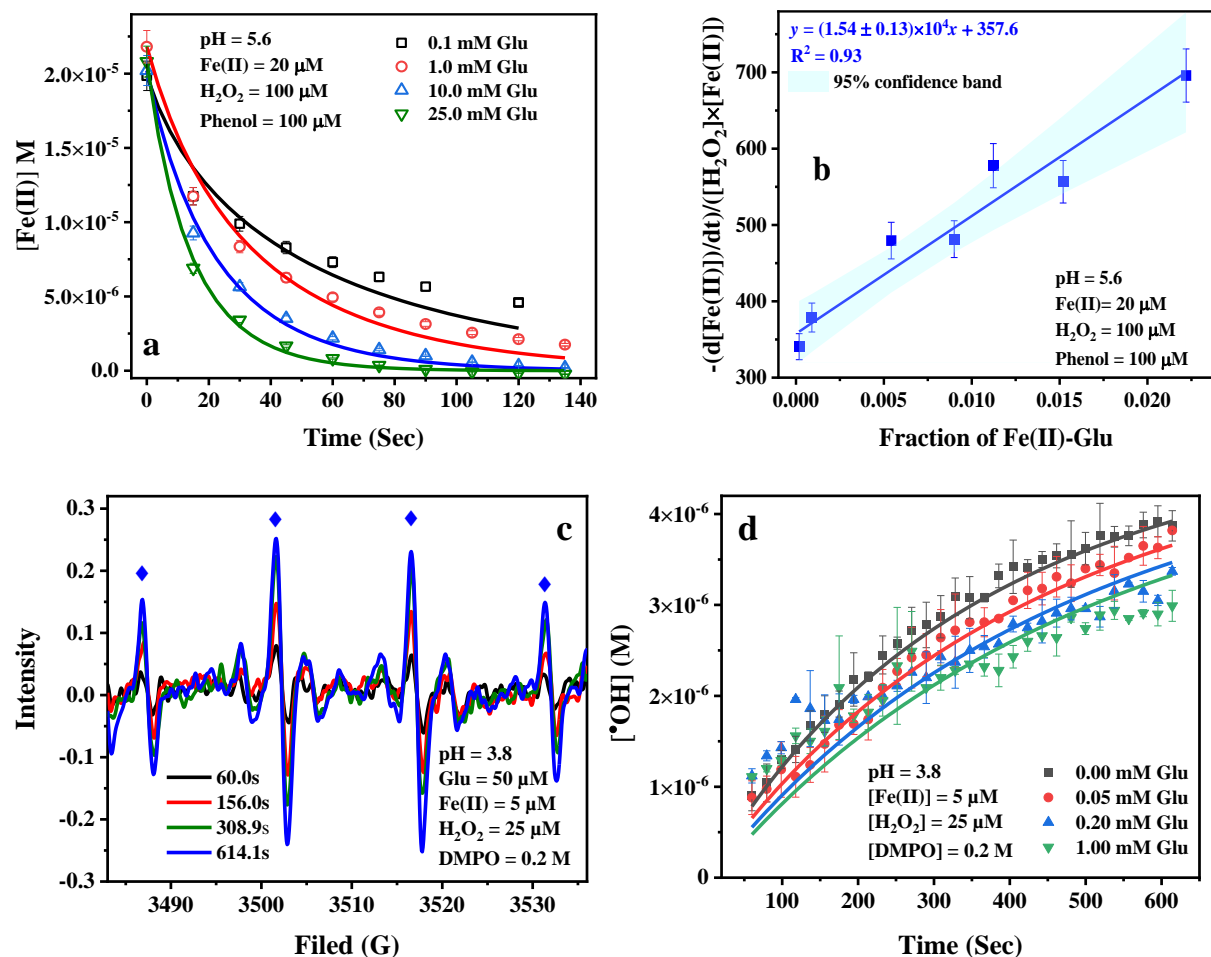 pH = 5.6
Fe(II) = 20 μM
H₂O₂ = 100 μM
Phenol = 100 μM
0.1 mM Glu
1.0 mM Glu
10.0 mM Glu
25.0 mM Glu
2.0×10⁻⁵
1.5×10⁻⁵
1.0×10⁻⁵
5.0×10⁻⁶
0.0
[Fe(II)] M
a
0 20 40 60 80 100 120 140
Time (Sec)
y = (1.54 ± 0.13)×10⁴x + 357.6
R² = 0.93
95% confidence band
b
700
600
500
400
300
-(d[Fe(II)])/dt)/([H₂O₂]×[Fe(II)]
pH = 5.6
Fe(II)= 20 μM
H₂O₂ = 100 μM
Phenol = 100 μM
0.000 0.005 0.010 0.015 0.020
Fraction of Fe(II)-Glu
c
0.3
0.2
0.1
0.0
-0.1
-0.2
-0.3
Intensity
60.0s
156.0s
308.9s
614.1s
pH = 3.8
Glu = 50 μM
Fe(II) = 5 μM
H₂O₂ = 25 μM
DMPO = 0.2 M
3490 3500 3510 3520 3530
Filed (G)
d
4×10⁻⁶
3×10⁻⁶
2×10⁻⁶
1×10⁻⁶
0
[•OH] (M)
pH = 3.8
[Fe(II)] = 5 μM
[H₂O₂] = 25 μM
[DMPO] = 0.2 M
0.00 mM Glu
0.05 mM Glu
0.20 mM Glu
1.00 mM Glu
100 200 300 400 500 600
Time (Sec)